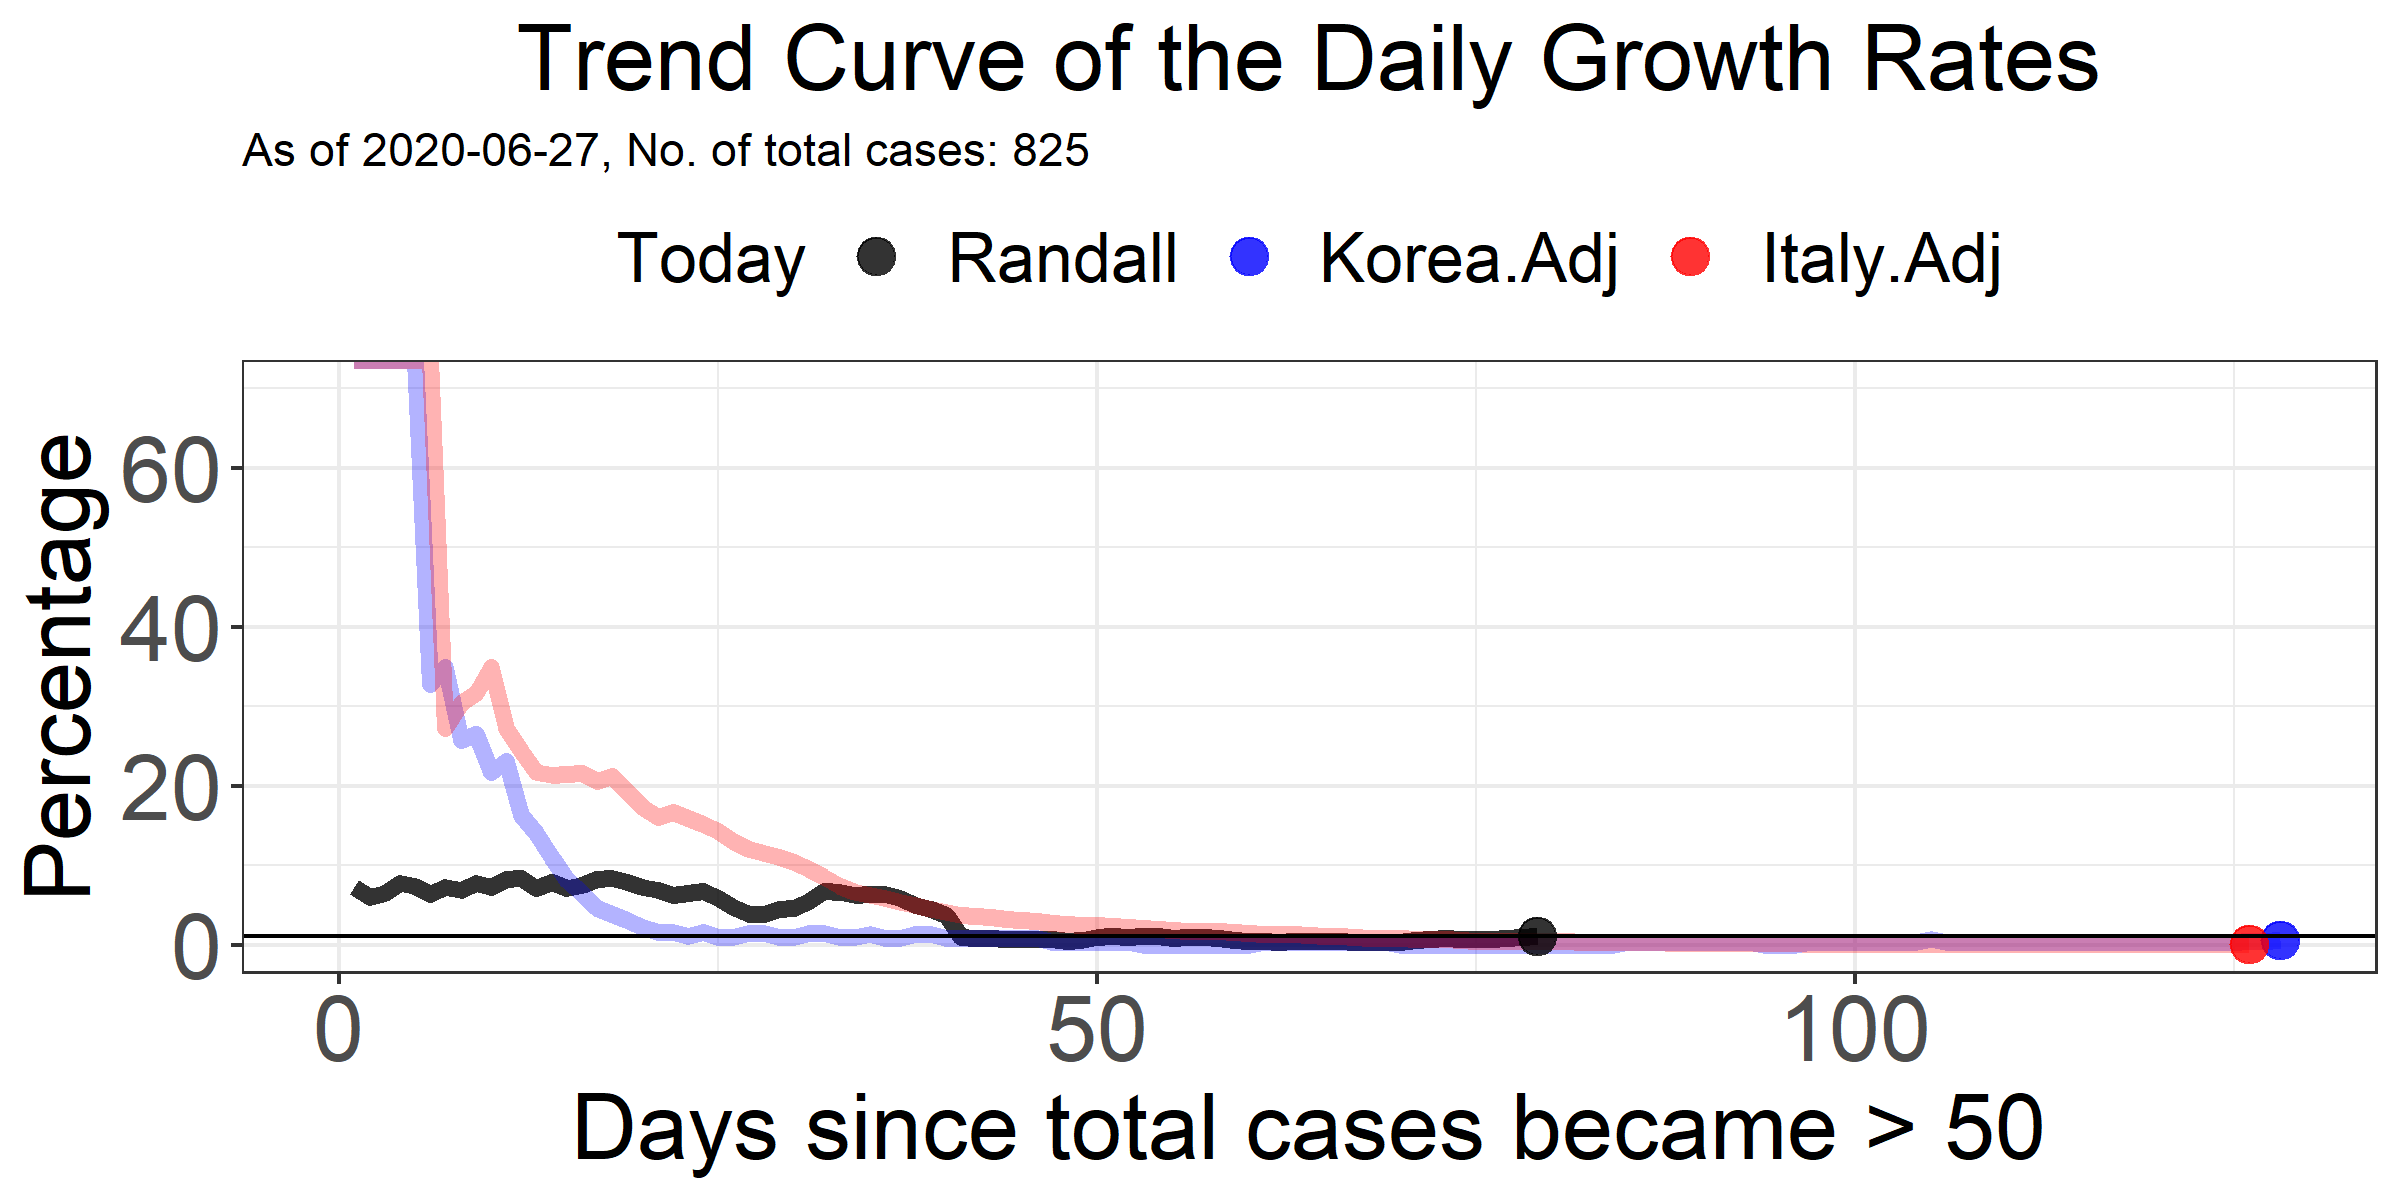 Trend Curve of the Daily Growth Rates
As of 2020-06-27, No. of total cases: 825
Today Randall Korea.Adj Italy.Adj
Percentage
60
40
20
0
0 50 100
Days since total cases became > 50